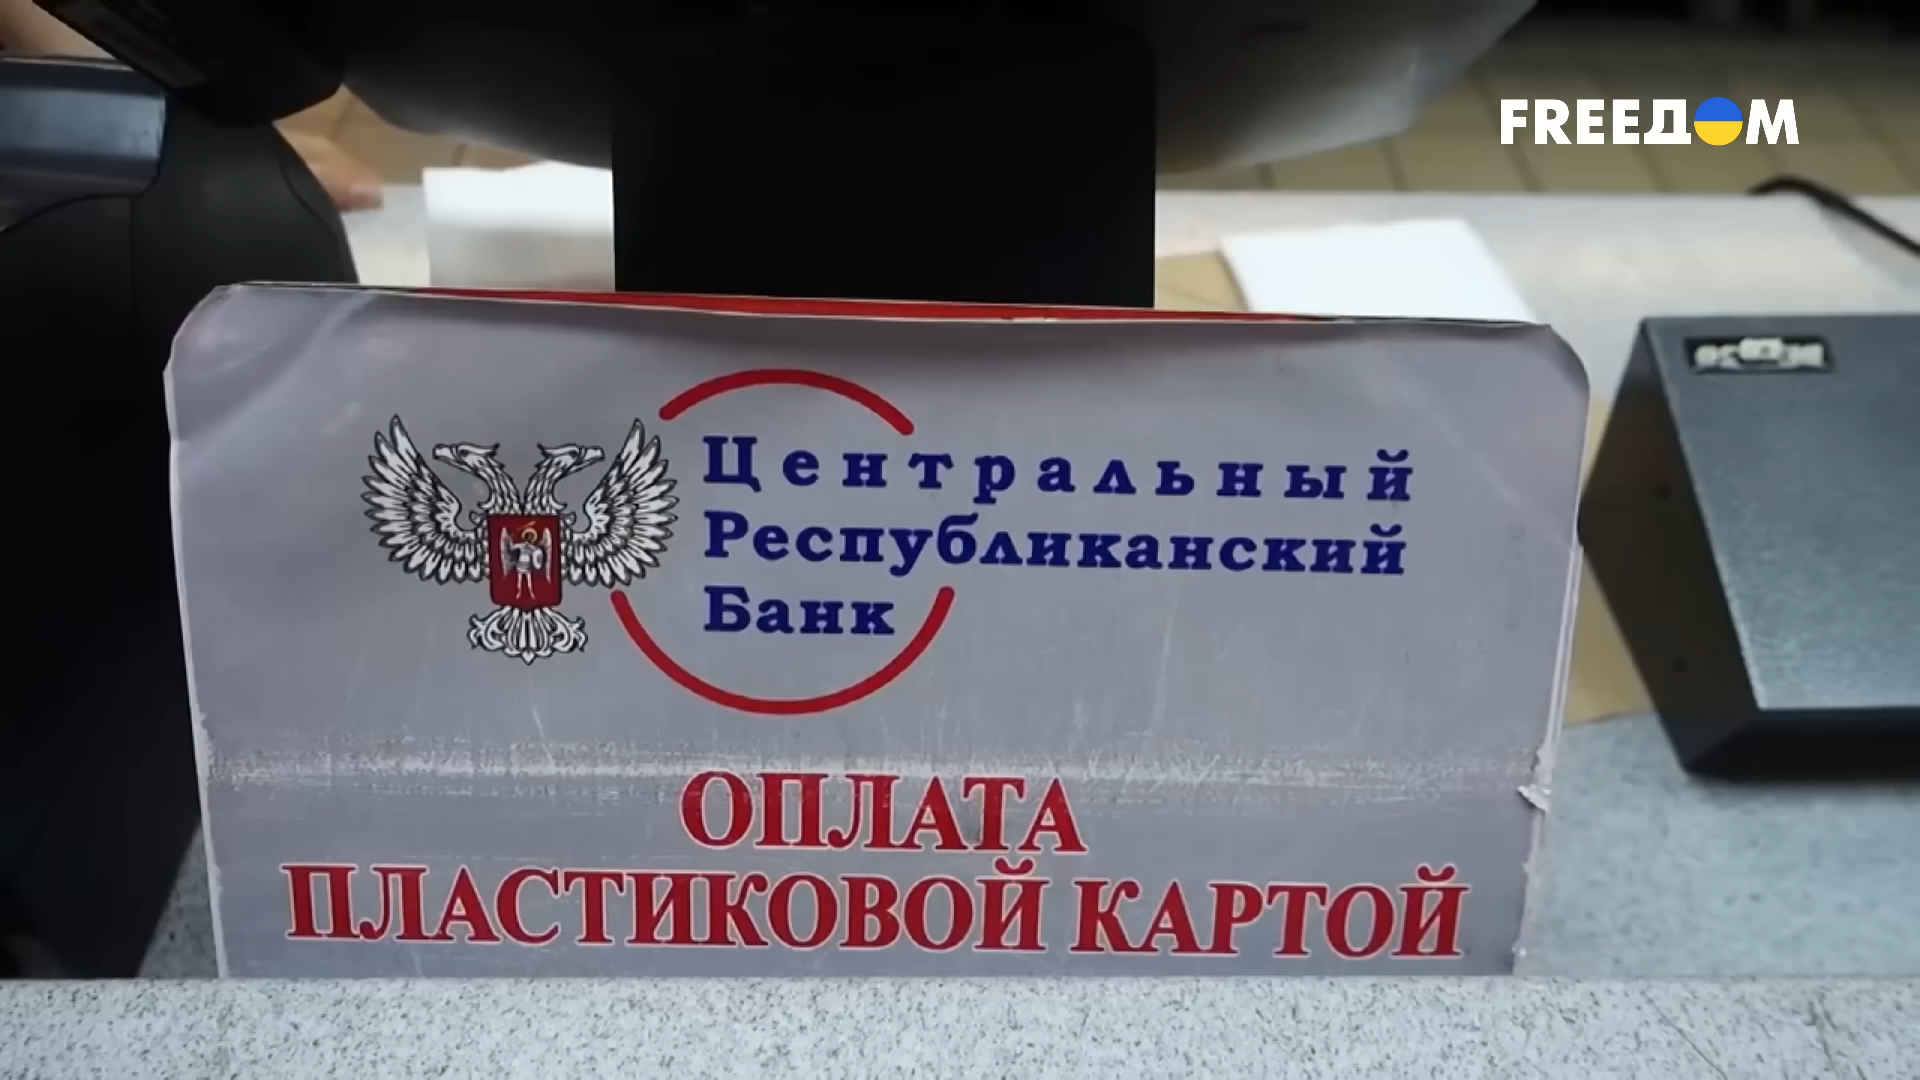 FREEДOM
Центральный
Республиканский
Банк
ОПЛАТА
ПЛАСТИКОВОЙ КАРТОЙ